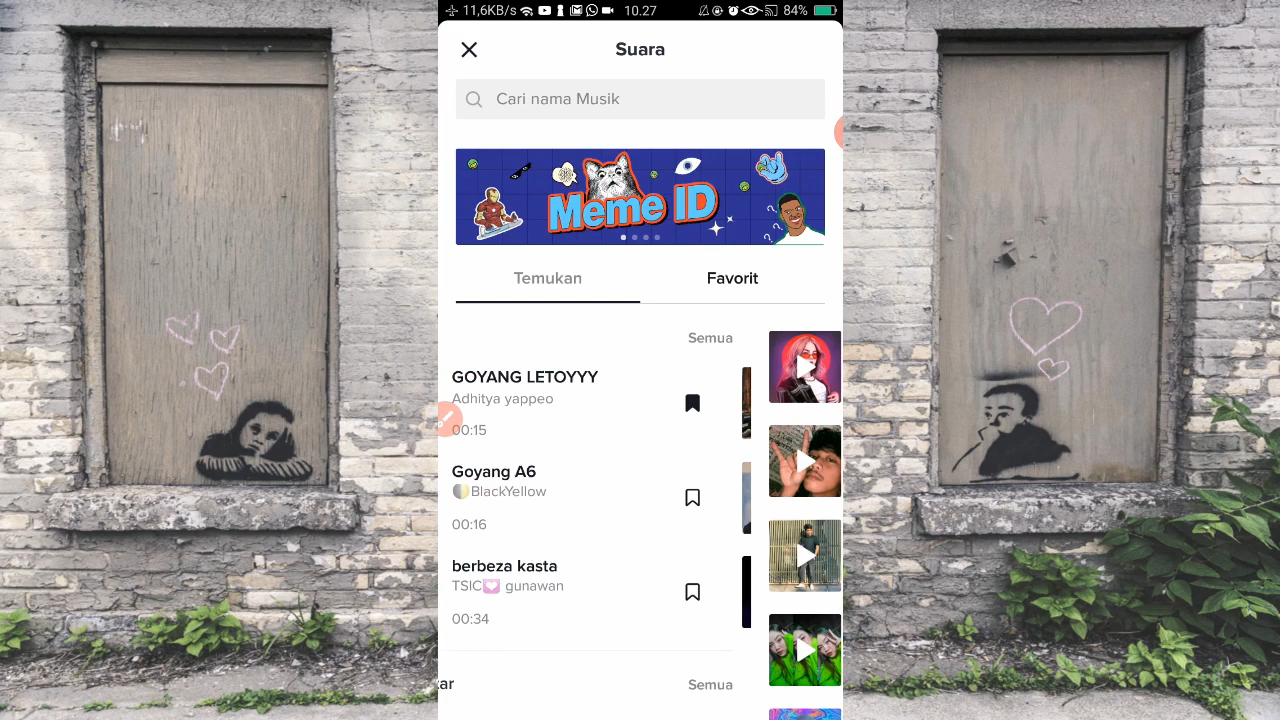 11,6KB/s
10.27
84%
Suara
Cari nama Musik
Meme ID
Temukan
Favorit
Semua
GOYANG LETOYYY
Adhitya yappeo
00:15
Goyang A6
BlackYellow
00:16
berbeza kasta
TSIC gunawan
00:34
Semua